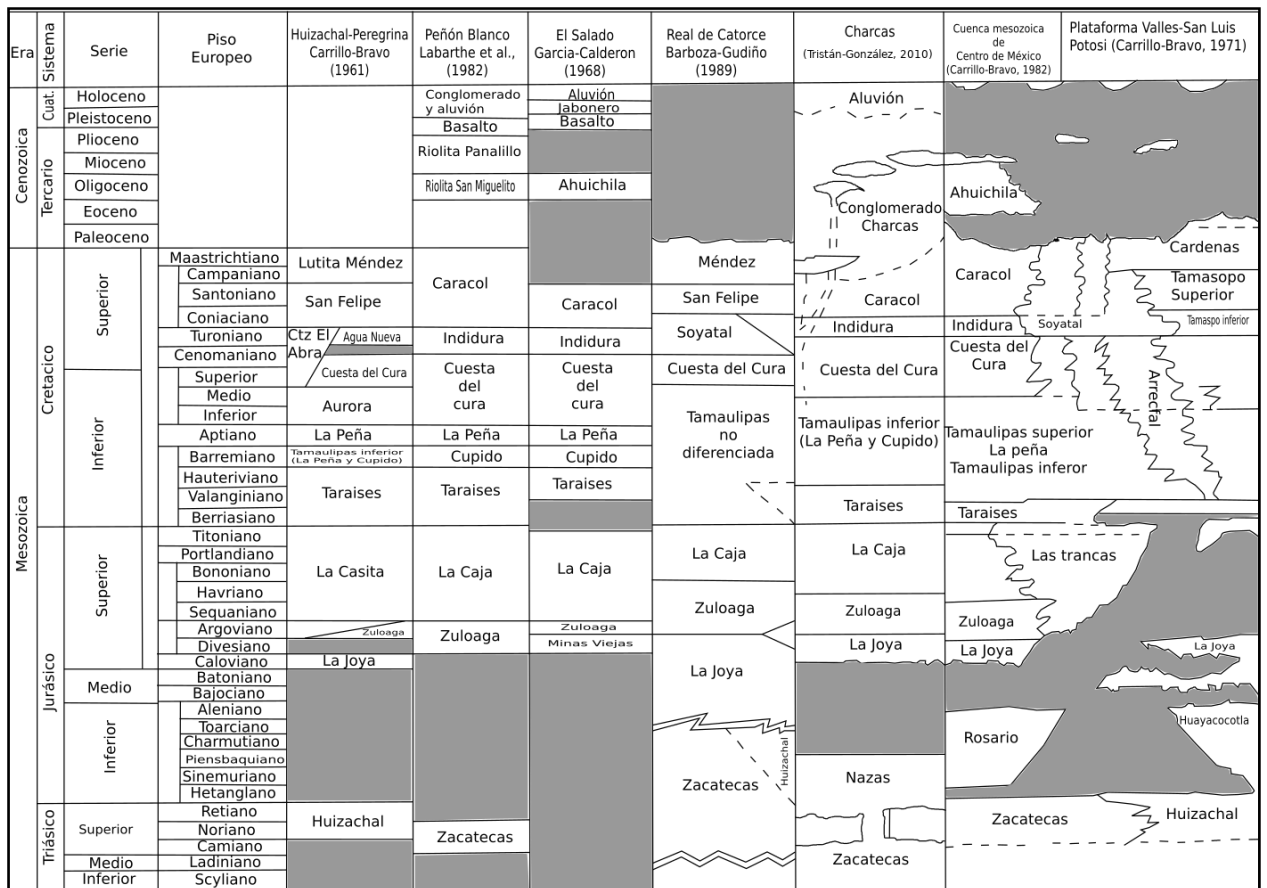 Era
Sistema
Serie
Piso
Europeo
Huizachal-Peregrina
Carrillo-Bravo
(1961)
Peñón Blanco
Labarthe et al.,
(1982)
El Salado
Garcia-Calderon
(1968)
Real de Catorce
Barboza-Gudiño
(1989)
Charcas
(Tristán-González, 2010)
Cuenca mesozoica
de
Centro de México
(Carrillo-Bravo, 1982)
Plataforma Valles-San Luis
Potosi (Carrillo-Bravo, 1971)
Cenozoica
Mesozoica
Cuat.
Tercario
Cretacico
Jurásico
Triásico
Holoceno
Pleistoceno
Plioceno
Mioceno
Oligoceno
Eoceno
Paleoceno
Superior
Inferior
Superior
Medio
Inferior
Superior
Medio
Inferior
Maastrichtiano
Campaniano
Santoniano
Coniaciano
Turoniano
Cenomaniano
Superior
Medio
Inferior
Aptiano
Barremiano
Hauteriviano
Valanginiano
Berriasiano
Titoniano
Portlandiano
Bononiano
Havriano
Sequaniano
Argoviano
Divesiano
Caloviano
Batoniano
Bajociano
Aleniano
Toarciano
Charmutiano
Piensbaquiano
Sinemuriano
Hetanglano
Retiano
Noriano
Camiano
Ladiniano
Scyliano
Lutita Méndez
San Felipe
Ctz El
Abra
Agua Nueva
Cuesta del Cura
Aurora
La Peña
Tamaulipas inferior
(La Peña y Cupido)
Taraises
La Casita
Zuloaga
La Joya
Huizachal
Conglomerado
y aluvión
Basalto
Riolita Panalillo
Riolita San Miguelito
Caracol
Indidura
Cuesta
del
cura
La Peña
Cupido
Taraises
La Caja
Zuloaga
Zacatecas
Aluvión
Jabonero
Basalto
Ahuichila
Caracol
Indidura
Cuesta
del
cura
La Peña
Cupido
Taraises
La Caja
Zuloaga
Minas Viejas
Méndez
San Felipe
Soyatal
Cuesta del Cura
Tamaulipas
no
diferenciada
La Caja
Zuloaga
La Joya
Zacatecas
Huizachal
Aluvión
Conglomerado
Charcas
Caracol
Indidura
Cuesta del Cura
Tamaulipas inferior
(La Peña y Cupido)
Taraises
La Caja
Zuloaga
La Joya
Nazas
Zacatecas
Ahuichila
Caracol
Indidura
Cuesta del
Cura
Tamaulipas superior
La peña
Tamaulipas inferor
Taraises
Las trancas
Zuloaga
La Joya
Rosario
Zacatecas
Soyatal
Cardenas
Tamasopo
Superior
Tamaspo inferior
Arrecfal
La Joya
Huayacocotla
Huizachal